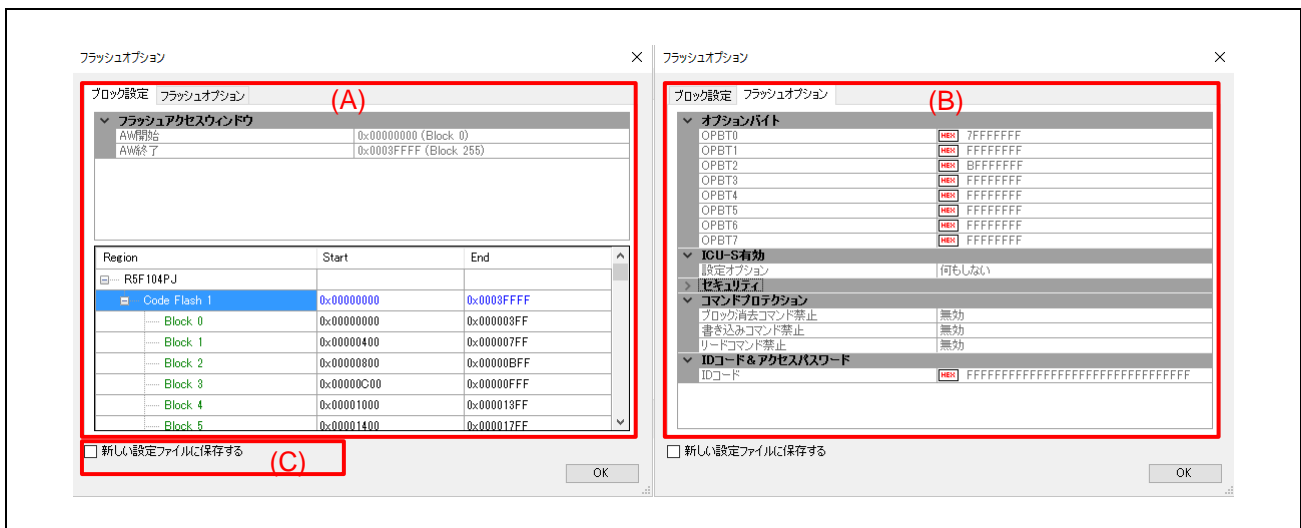 フラッシュオプション
ブロック設定 フラッシュオプション
(A)
フラッシュアクセスウィンドウ
AW開始 0x00000000 (Block 0)
AW終了 0x0003FFFF (Block 255)
Region Start End
R5F104PJ
Code Flash 1 0x00000000 0x0003FFFF
Block 0 0x00000000 0x000003FF
Block 1 0x00000400 0x000007FF
Block 2 0x00000800 0x00000BFF
Block 3 0x00000C00 0x00000FFF
Block 4 0x00001000 0x000013FF
Block 5 0x00001400 0x000017FF
新しい設定ファイルに保存する
(C)
OK
フラッシュオプション
ブロック設定 フラッシュオプション
(B)
オプションバイト
OPBT0 HEX 7FFFFFFF
OPBT1 HEX FFFFFFFF
OPBT2 HEX BFFFFFFF
OPBT3 HEX FFFFFFFF
OPBT4 HEX FFFFFFFF
OPBT5 HEX FFFFFFFF
OPBT6 HEX FFFFFFFF
OPBT7 HEX FFFFFFFF
ICU-S有効
設定オプション 何もしない
セキュリティ
コマンドプロテクション
ブロック消去コマンド禁止 無効
書き込みコマンド禁止 無効
リードコマンド禁止 無効
IDコード&アクセスパスワード
IDコード HEX FFFFFFFFFFFFFFFFFFFFFFFFFFFFFFFF
新しい設定ファイルに保存する
OK